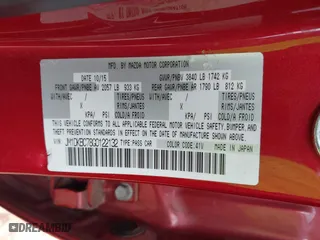 MFD. BY MAZDA MOTOR CORPORATION
DATE: 10/15 GVWR/PNBV 3840 LB 1742 KG
FRONT GAWR/PNBE AV 2057 LB 933 KG REAR GAWR/PNBE AR 1790 LB 812 KG
WITH/AVEC / TIRES/PNEUS WITH/AVEC / TIRES/PNEUS
X RIMS/JANTES X RIMS/JANTES
KPA/ PSI/ COLD/A FROID KPA/ PSI/ COLD/A FROID
THIS VEHICLE CONFORMS TO ALL APPLICABLE FEDERAL MOTOR VEHICLE
SAFETY, BUMPER, AND THEFT PREVENTION STANDARDS IN EFFECT
ON THE DATE OF MANUFACTURE SHOWN ABOVE.
TYPE: PASS CAR COLOR: 41V MADE IN JAPAN